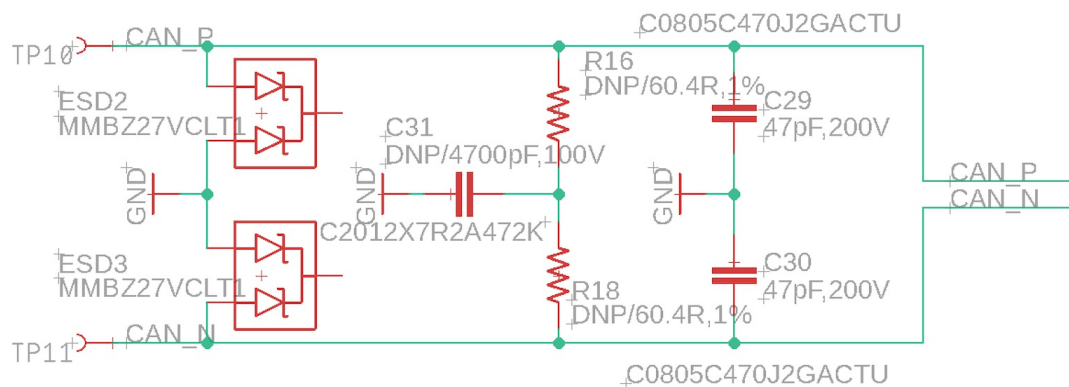 C0805C470J2GACTU
TP10
CAN_P
R16
DNP/60.4R,1%
ESD2
MMBZ27VCLT1
C29
47pF,200V
C31
DNP/4700pF,100V
GND
GND
GND
CAN_P
CAN_N
C2012X7R2A472K
ESD3
MMBZ27VCLT1
C30
47pF,200V
R18
DNP/60.4R,1%
CAN_N
TP11
C0805C470J2GACTU